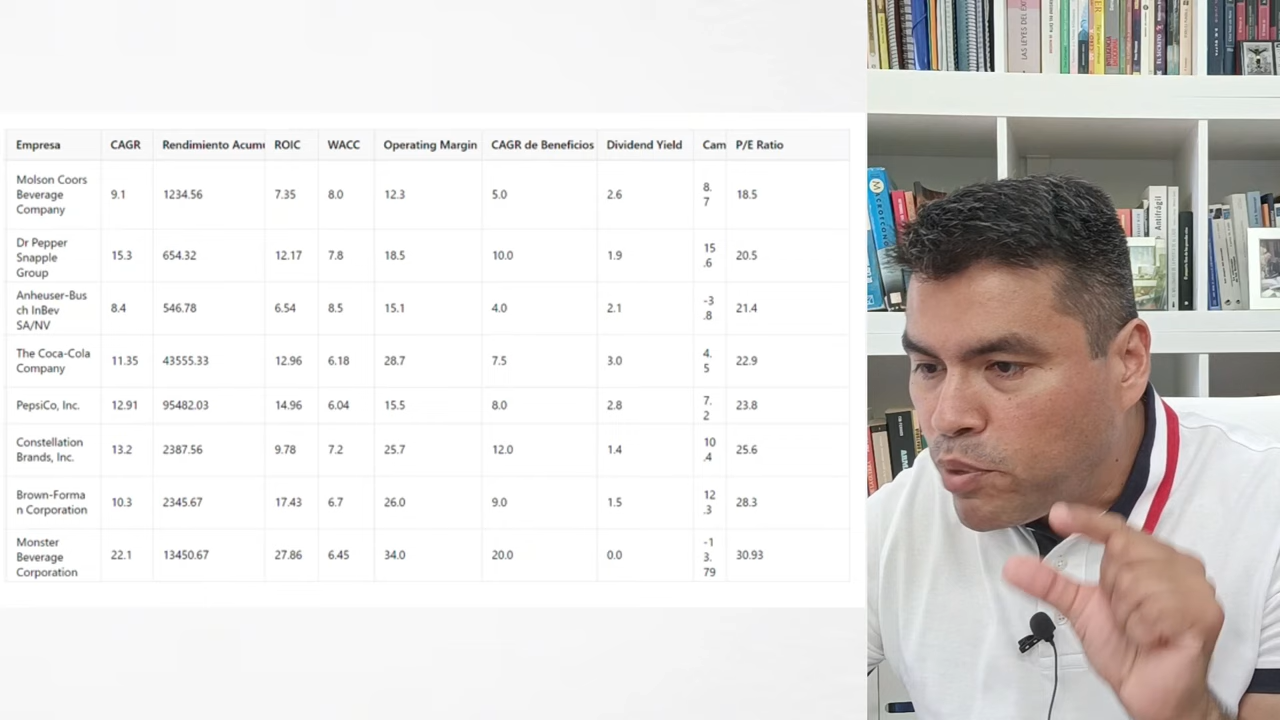 Empresa CAGR Rendimiento Acumu ROIC WACC Operating Margin CAGR de Beneficios Dividend Yield Cam P/E Ratio
Molson Coors
Beverage
Company
9.1 1234.56 7.35 8.0 12.3 5.0 2.6
8.
7
18.5
Dr Pepper
Snapple
Group
15.3 654.32 12.17 7.8 18.5 10.0 1.9
15
.6
20.5
Anheuser-Bus
ch InBev
SA/NV
8.4 546.78 6.54 8.5 15.1 4.0 2.1
-3
.8
21.4
The Coca-Cola
Company
11.35 43555.33 12.96 6.18 28.7 7.5 3.0
4.
5
22.9
PepsiCo, Inc. 12.91 95482.03 14.96 6.04 15.5 8.0 2.8
7.
2
23.8
Constellation
Brands, Inc.
13.2 2387.56 9.78 7.2 25.7 12.0 1.4
10
.4
25.6
Brown-Forma
n Corporation
10.3 2345.67 17.43 6.7 26.0 9.0 1.5
12
.3
28.3
Monster
Beverage
Corporation
22.1 13450.67 27.86 6.45 34.0 20.0 0.0
-1
3.
79
30.93
LAS LEYES DEL
MACROECON
Antifrágil